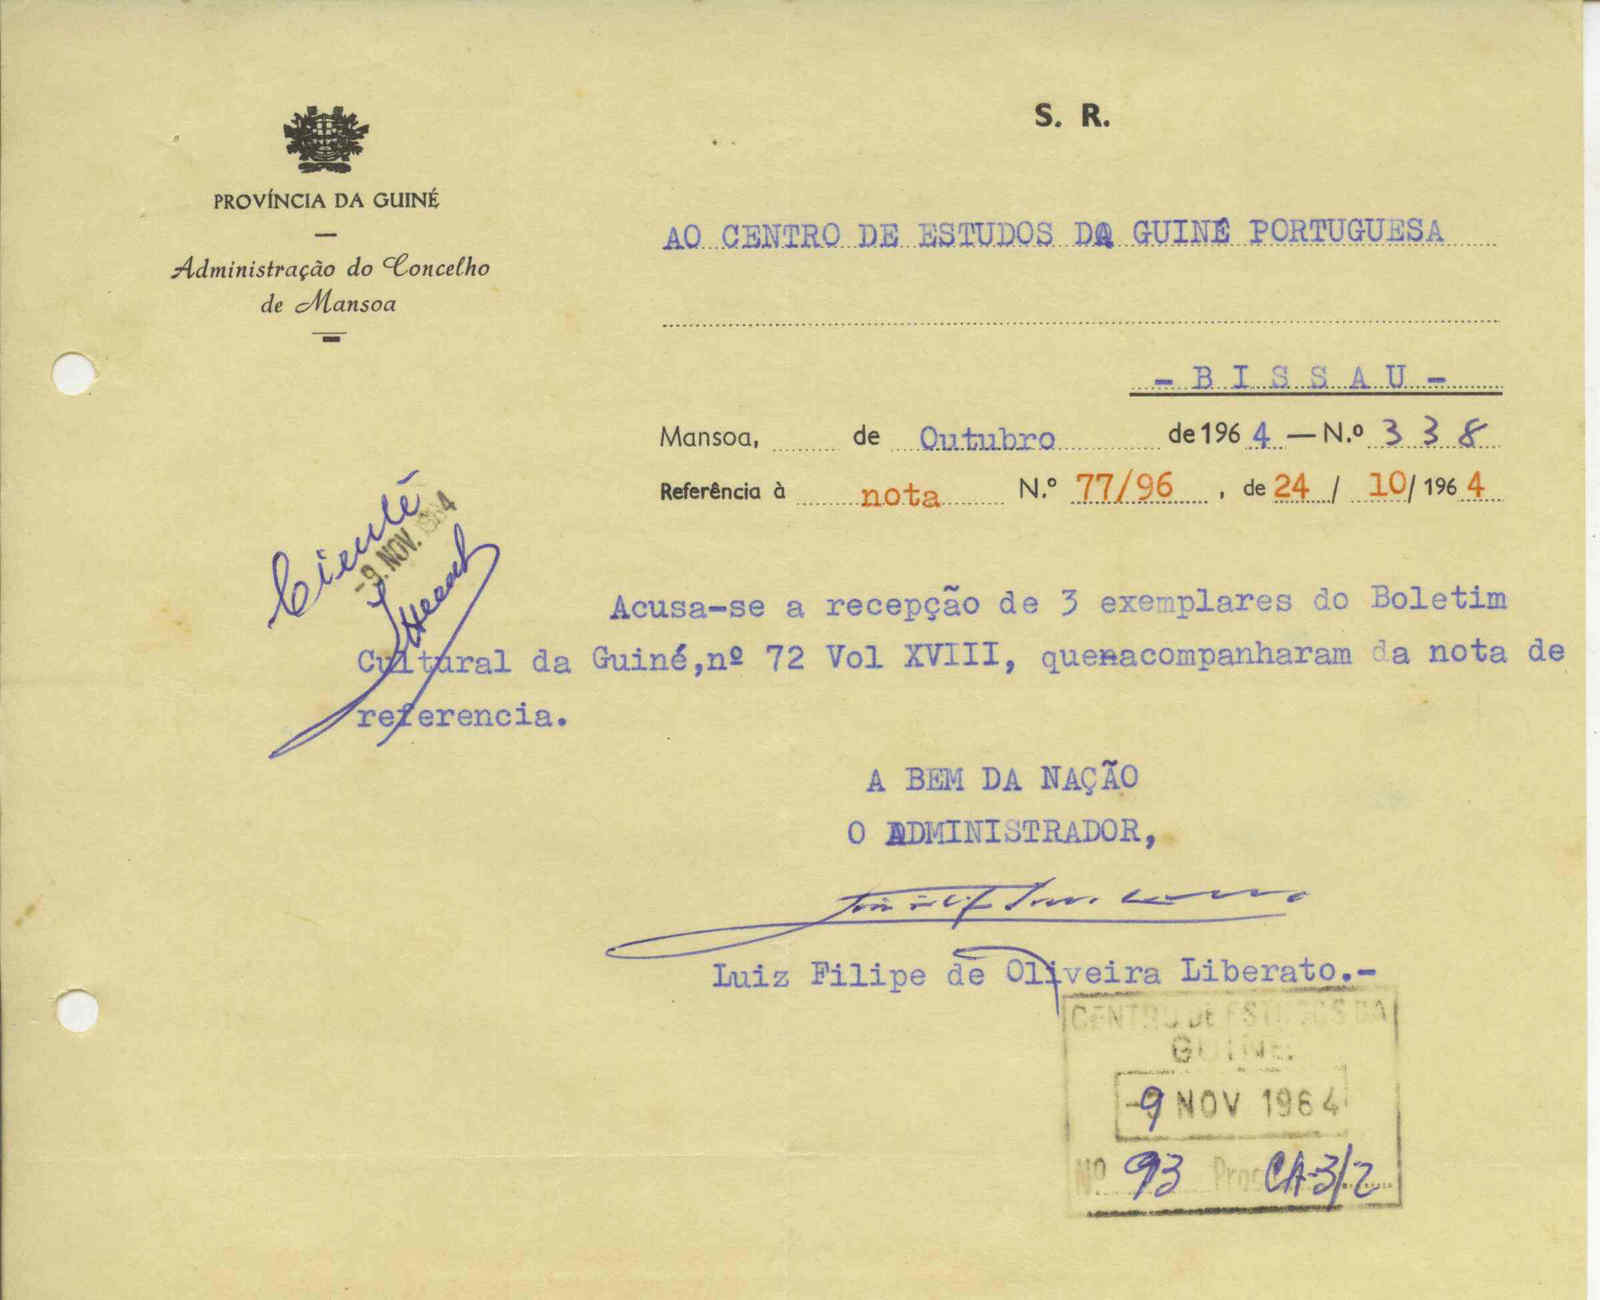 S. R.
PROVÍNCIA DA GUINÉ
Administração do Concelho
de Mansoa
AO CENTRO DE ESTUDOS DA GUINÉ PORTUGUESA
- B I S S A U -
Mansoa, de Outubro de 1964 — N.º 338
Referência à nota N.º 77/96, de 24/10/1964
Cienté
-9. NOV. 1964
Acusa-se a recepção de 3 exemplares do Boletim
Cultural da Guiné,nº 72 Vol XVIII, que acompanharam da nota de
referencia.
A BEM DA NAÇÃO
O ADMINISTRADOR,
Luiz Filipe de Oliveira Liberato.-
CENTRO DE ESTUDOS DA
GUINÉ.
-9 NOV 1964
Nº 93 Proc CA-3/2